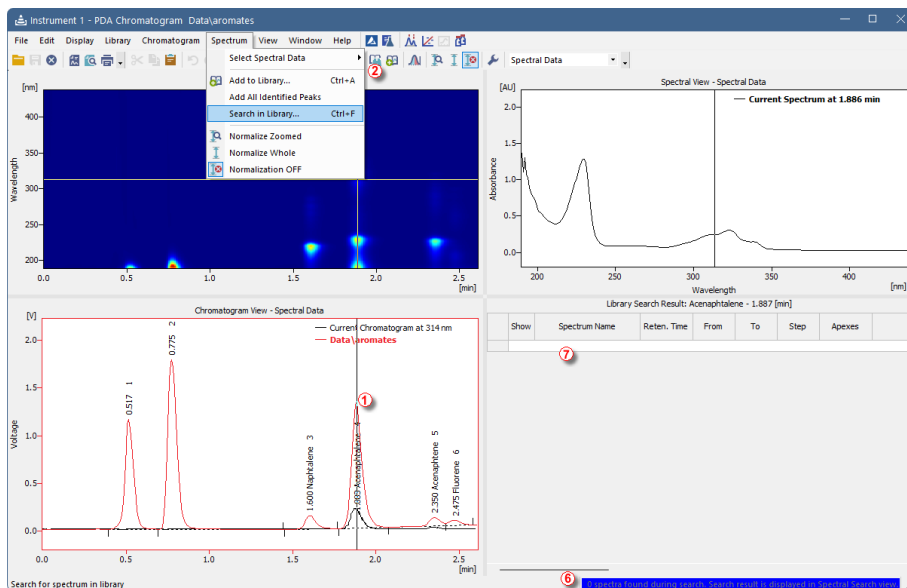 Instrument 1 - PDA Chromatogram Data\aromates
File Edit Display Library Chromatogram Spectrum View Window Help
Spectral Data
Select Spectral Data
Add to Library... Ctrl+A
Add All Identified Peaks
Search in Library... Ctrl+F
Normalize Zoomed
Normalize Whole
Normalization OFF
2
[nm]
400
350
300
250
200
Wavelength
0.0 0.5 1.0 1.5 2.0 2.5
[min]
Spectral View - Spectral Data
[AU]
Current Spectrum at 1.886 min
2.0
1.5
1.0
0.5
0.0
Absorbance
200 250 300 350 400
Wavelength [nm]
Chromatogram View - Spectral Data
[V]
Current Chromatogram at 314 nm
Data\aromates
2.0
1.5
1.0
0.5
0.0
Voltage
0.517 1
0.775 2
1.600 Naphtalene 3
1.883 Acenaphtalene 4
2.350 Acenaphtene 5
2.475 Fluorene 6
1
0.0 0.5 1.0 1.5 2.0 2.5
[min]
Library Search Result: Acenaphtalene - 1.887 [min]
Show Spectrum Name Reten. Time From To Step Apexes
7
Search for spectrum in library
6
0 spectra found during search. Search result is displayed in Spectral Search view